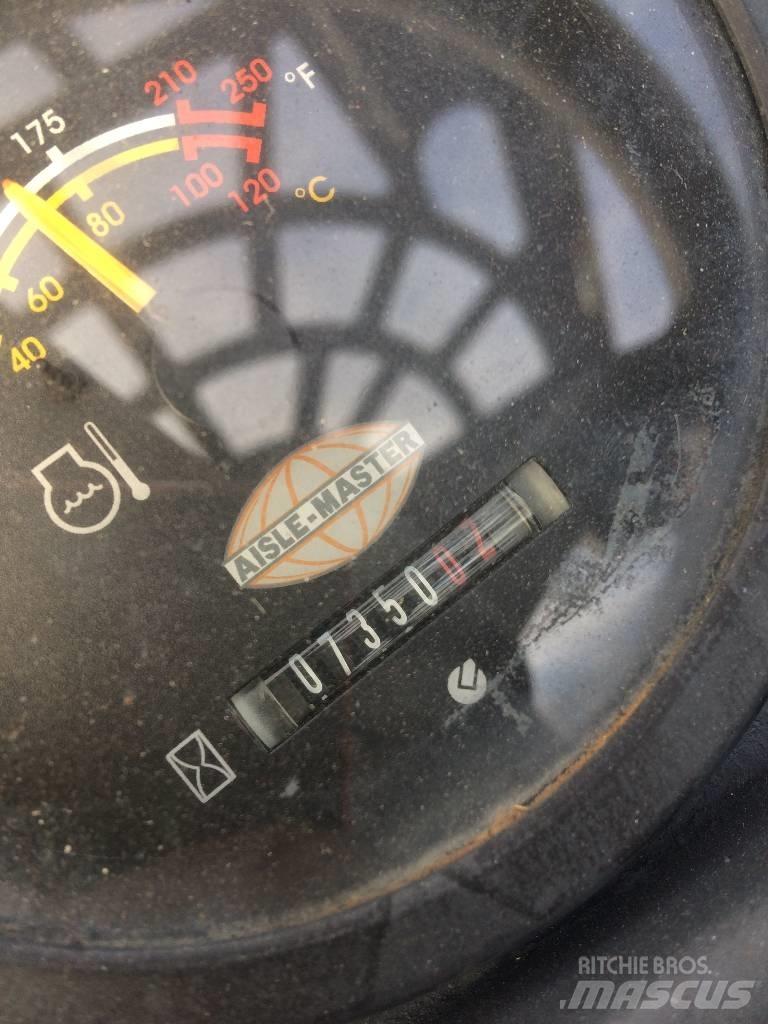 175 210 250 °F
40 60 80 100 120 °C
AISLE-MASTER
0735002
RITCHIE BROS.
MASCUS